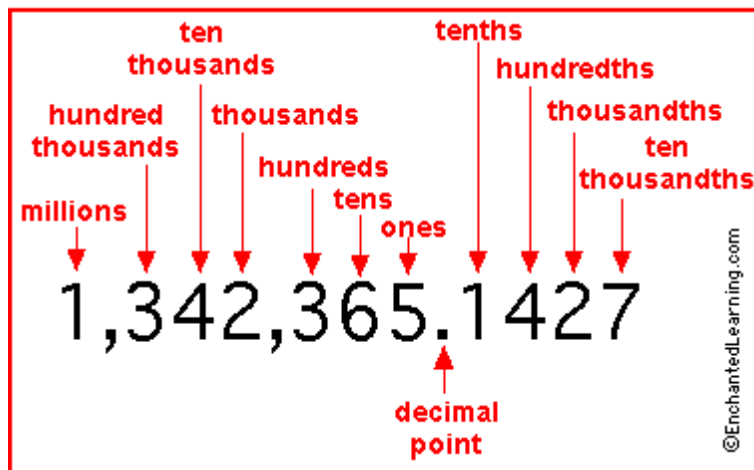 ten
thousands
tenths
hundredths
hundred
thousands
thousands
thousandths
hundreds
ten
thousandths
tens
millions
ones
1,342,365.1427
decimal
point
©EnchantedLearning.com